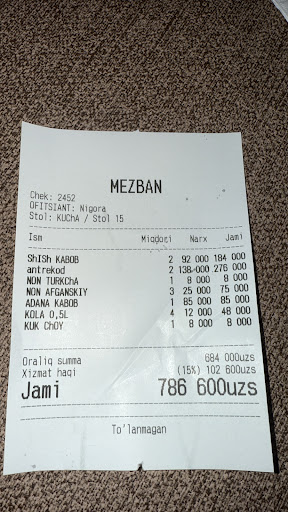 MEZBAN
Chek: 2452
OFITSIANT: Nigora
Stol: KUChA / Stol 15
Ism Miqdori Narx Jami
ShISh KABOB 2 92 000 184 000
antrekod 2 138 000 276 000
NON TURKChA 1 8 000 8 000
NON AFGANSKIY 3 25 000 75 000
ADANA KABOB 1 85 000 85 000
KOLA 0,5L 4 12 000 48 000
KUK ChOY 1 8 000 8 000
Oraliq summa 684 000uzs
Xizmat haqi (15%) 102 600uzs
Jami 786 600uzs
To'lanmagan